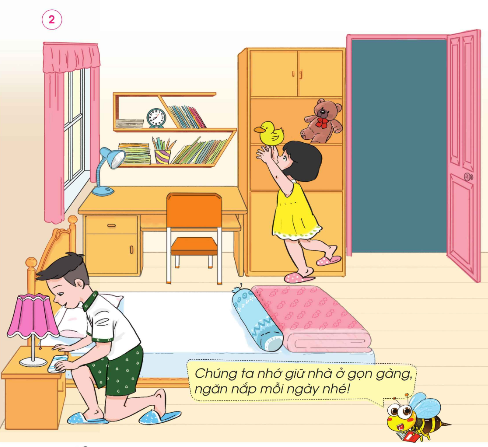 2
Chúng ta nhớ giữ nhà ở gọn gàng,
ngăn nắp mỗi ngày nhé!